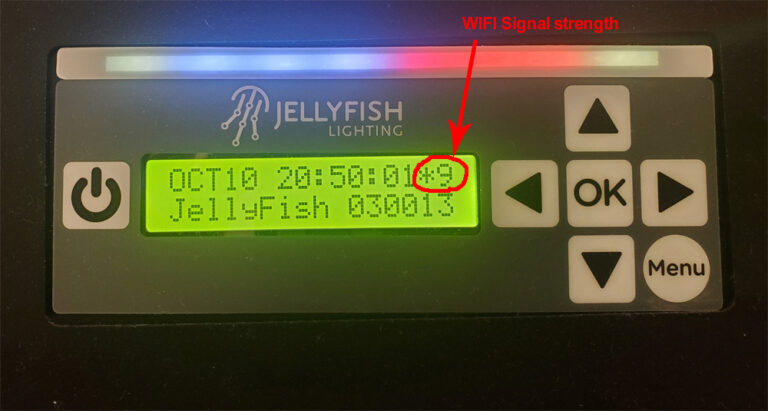 WIFI Signal strength
JELLYFISH
LIGHTING
OCT10 20:50:01*9
JellyFish 030013
OK
Menu